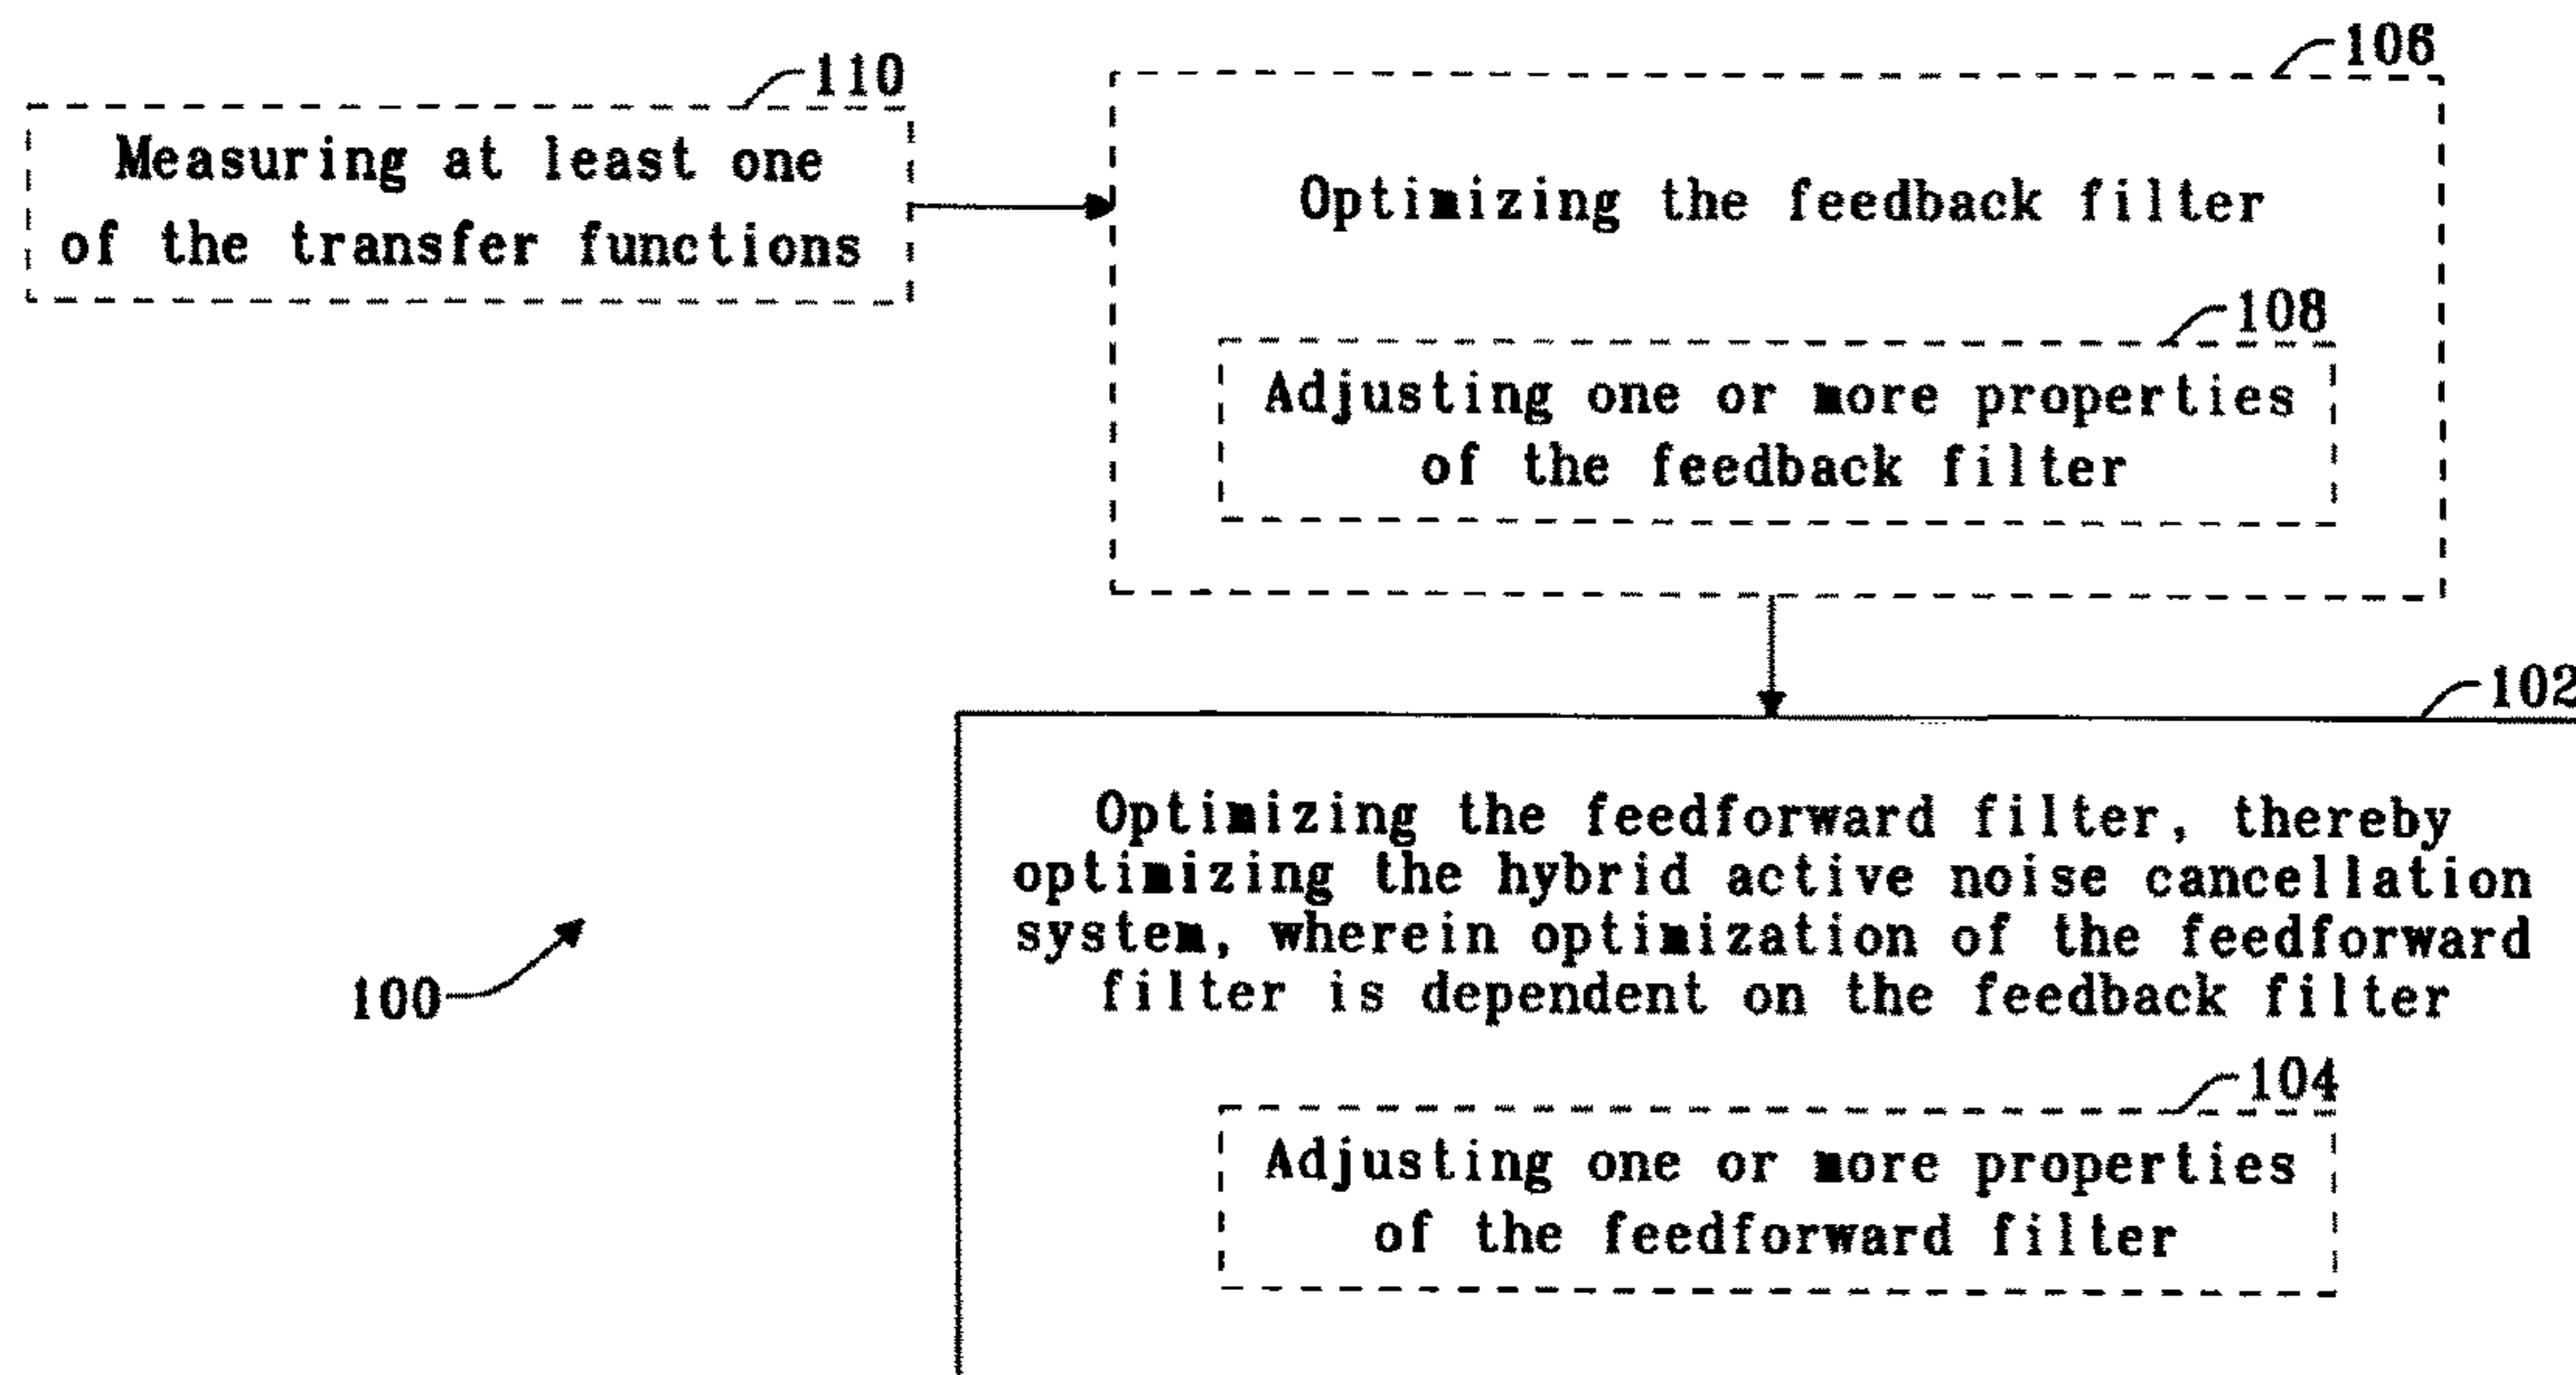 110
Measuring at least one
of the transfer functions
106
Optimizing the feedback filter
108
Adjusting one or more properties
of the feedback filter
102
Optimizing the feedforward filter, thereby
optimizing the hybrid active noise cancellation
system, wherein optimization of the feedforward
filter is dependent on the feedback filter
100
104
Adjusting one or more properties
of the feedforward filter